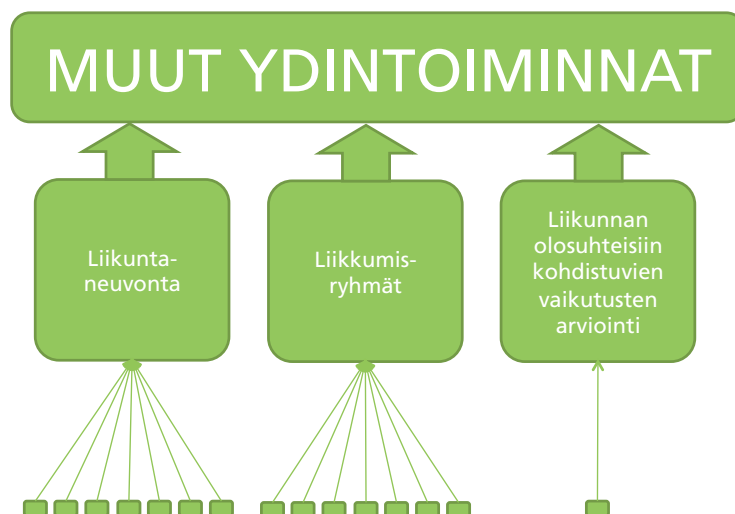 MUUT YDINTOIMINNAT
Liikunta-
neuvonta
Liikkumis-
ryhmät
Liikunnan
olosuhteisiin
kohdistuvien
vaikutusten
arviointi